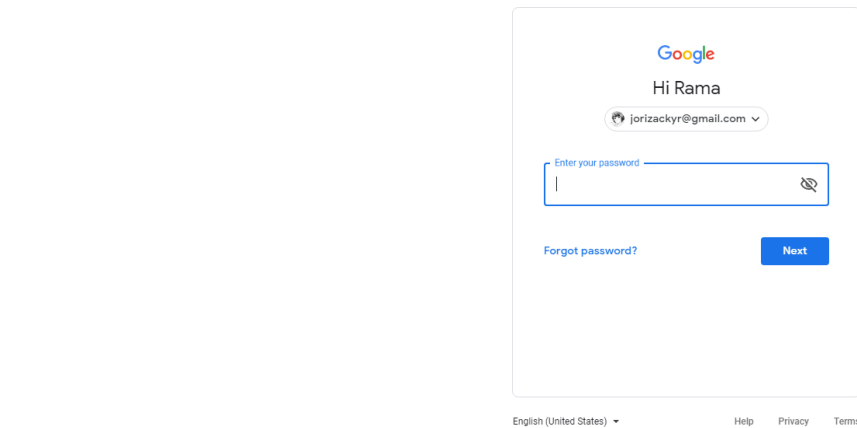 Google
Hi Rama
jorizackyr@gmail.com
Enter your password
Forgot password?
Next
English (United States)
Help
Privacy
Terms